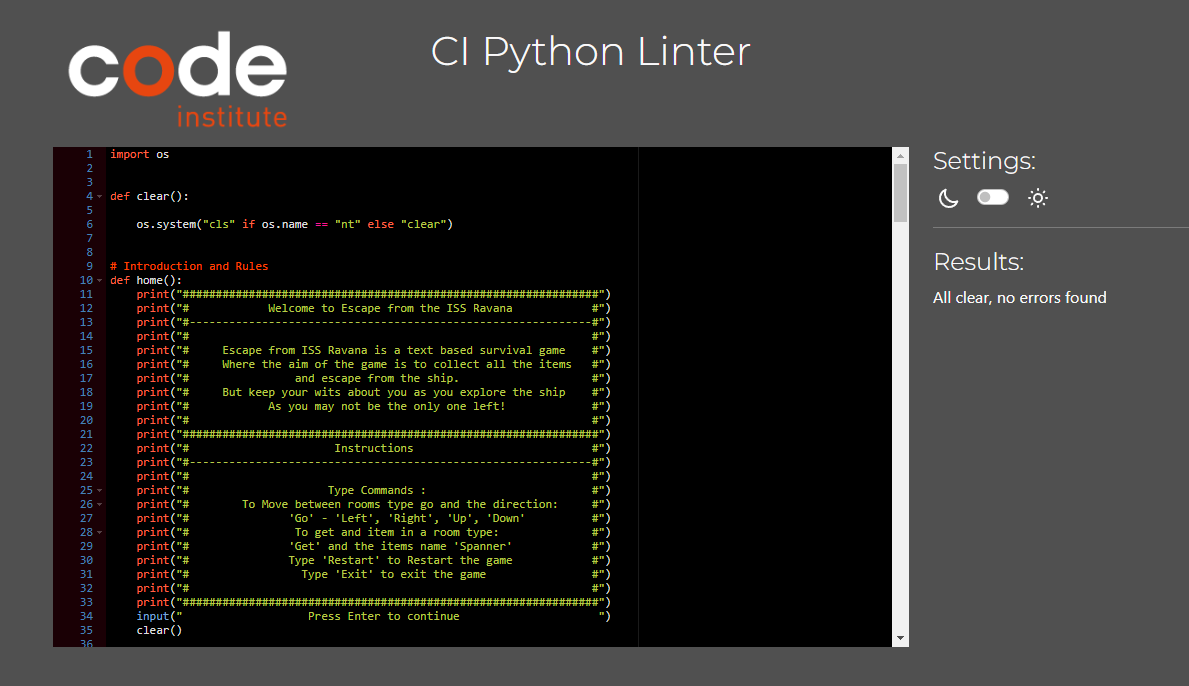 code
institute
CI Python Linter
1 import os
2
3
4 def clear():
5
6     os.system("cls" if os.name == "nt" else "clear")
7
8
9 # Introduction and Rules
10 def home():
11     print("###############################################################")
12     print("#            Welcome to Escape from the ISS Ravana            #")
13     print("#-------------------------------------------------------------#")
14     print("#                                                             #")
15     print("#     Escape from ISS Ravana is a text based survival game    #")
16     print("#     Where the aim of the game is to collect all the items   #")
17     print("#                and escape from the ship.                    #")
18     print("#     But keep your wits about you as you explore the ship    #")
19     print("#            As you may not be the only one left!             #")
20     print("#                                                             #")
21     print("###############################################################")
22     print("#                      Instructions                           #")
23     print("#-------------------------------------------------------------#")
24     print("#                                                             #")
25     print("#                     Type Commands :                         #")
26     print("#        To Move between rooms type go and the direction:     #")
27     print("#               'Go' - 'Left', 'Right', 'Up', 'Down'          #")
28     print("#                To get and item in a room type:              #")
29     print("#               'Get' and the items name 'Spanner'            #")
30     print("#               Type 'Restart' to Restart the game            #")
31     print("#                 Type 'Exit' to exit the game                #")
32     print("#                                                             #")
33     print("###############################################################")
34     input("                   Press Enter to continue                     ")
35     clear()
36
Settings:
Results:
All clear, no errors found